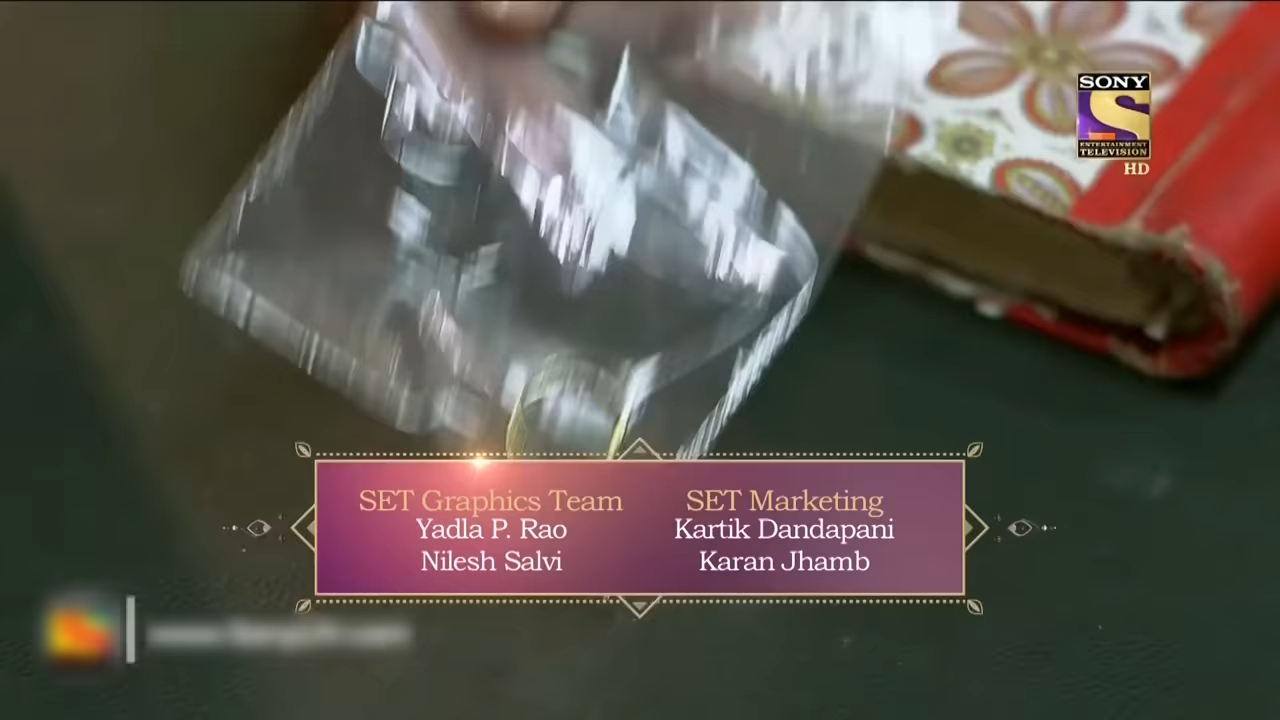 SONY
ENTERTAINMENT
TELEVISION
HD
SET Graphics Team
Yadla P. Rao
Nilesh Salvi
SET Marketing
Kartik Dandapani
Karan Jhamb